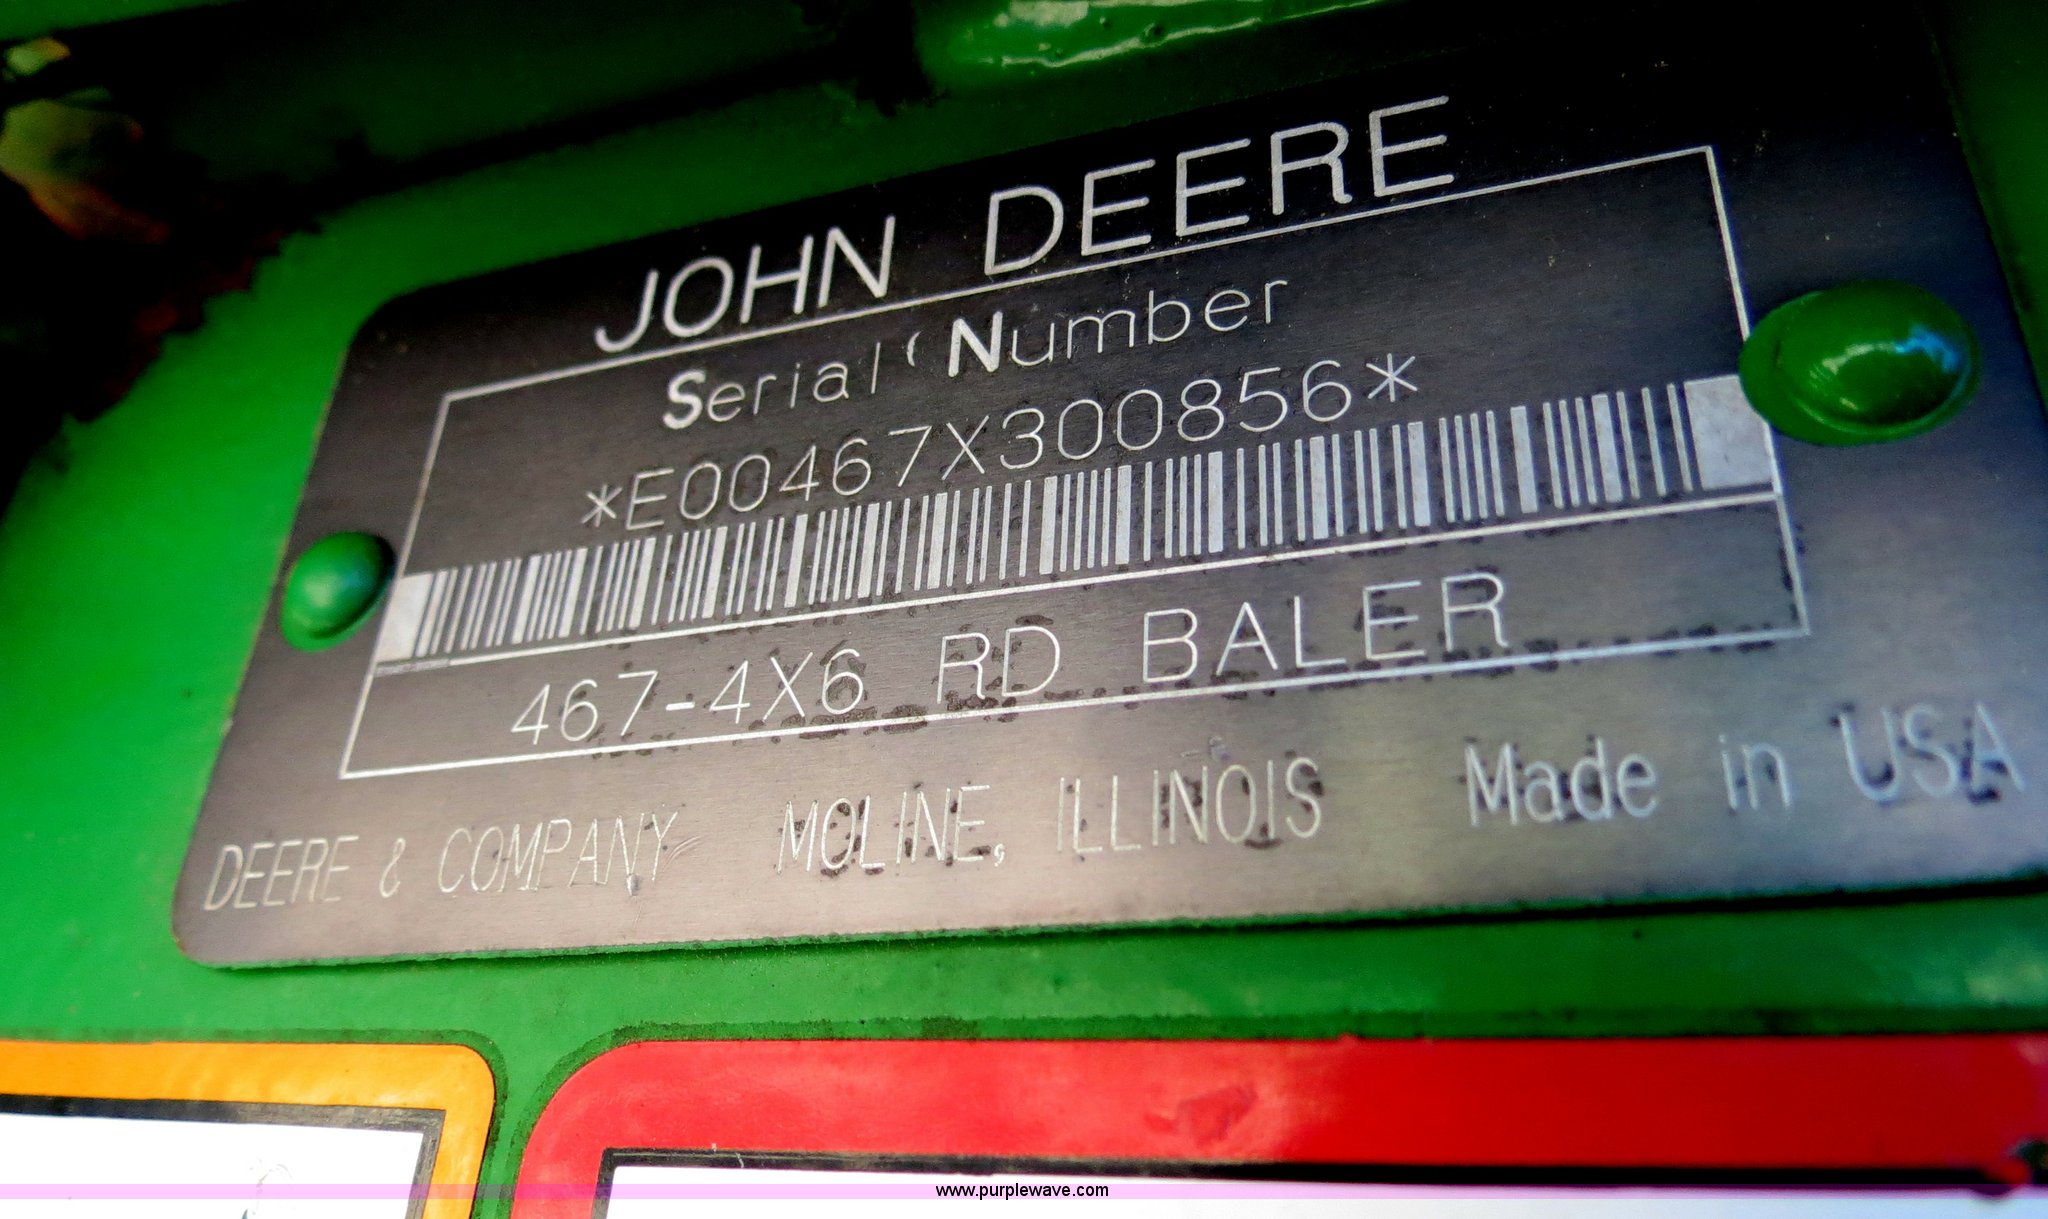 JOHN DEERE
Serial Number
*E00467X300856*
467-4X6 RD BALER
DEERE & COMPANY MOLINE, ILLINOIS Made in USA
www.purplewave.com